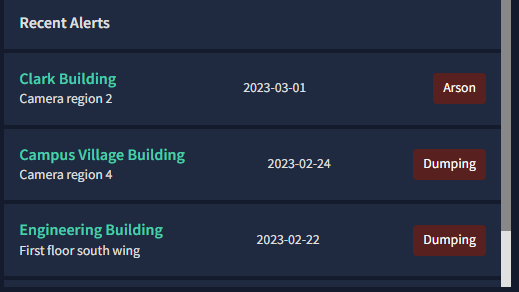 Recent Alerts
Clark Building
Camera region 2
2023-03-01
Arson
Campus Village Building
Camera region 4
2023-02-24
Dumping
Engineering Building
First floor south wing
2023-02-22
Dumping